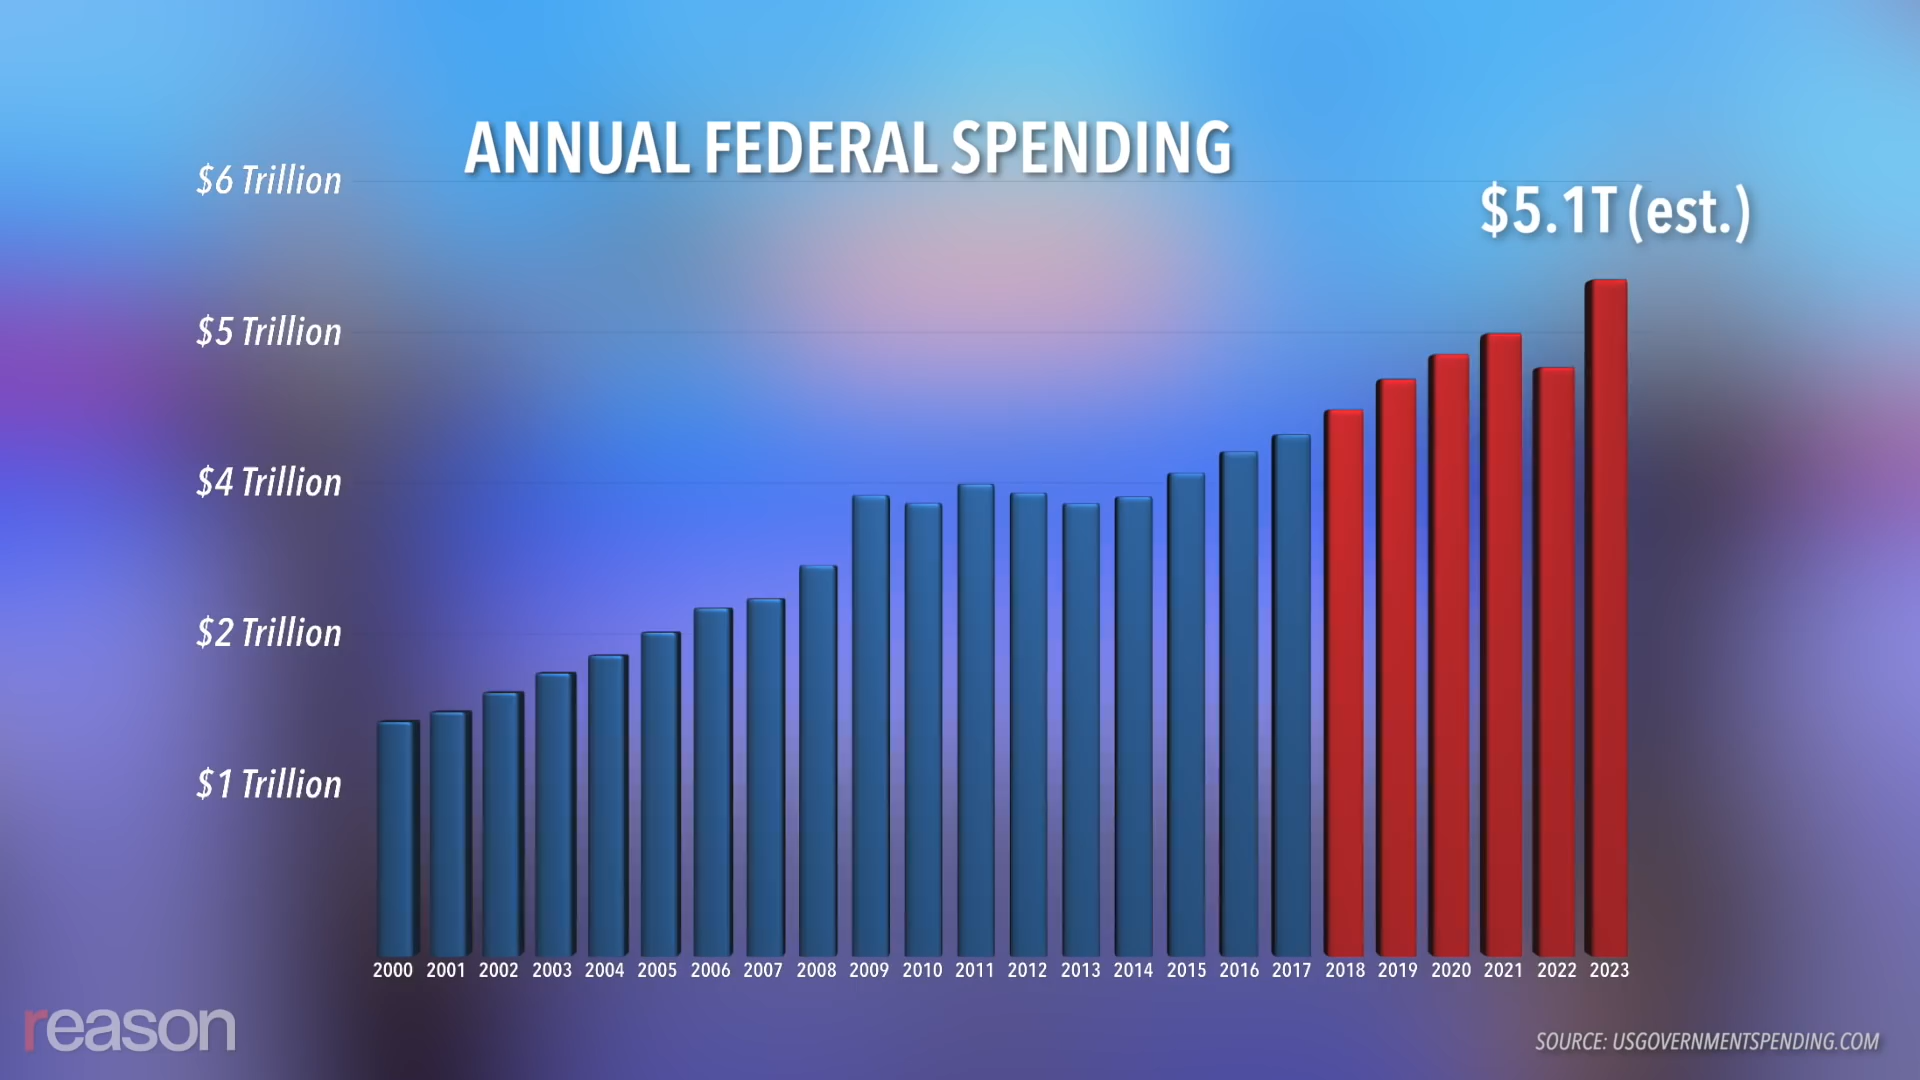 ANNUAL FEDERAL SPENDING
$6 Trillion
$5.1T (est.)
$5 Trillion
$4 Trillion
$2 Trillion
$1 Trillion
2000 2001 2002 2003 2004 2005 2006 2007 2008 2009 2010 2011 2012 2013 2014 2015 2016 2017 2018 2019 2020 2021 2022 2023
reason
SOURCE: USGOVERNMENTSPENDING.COM